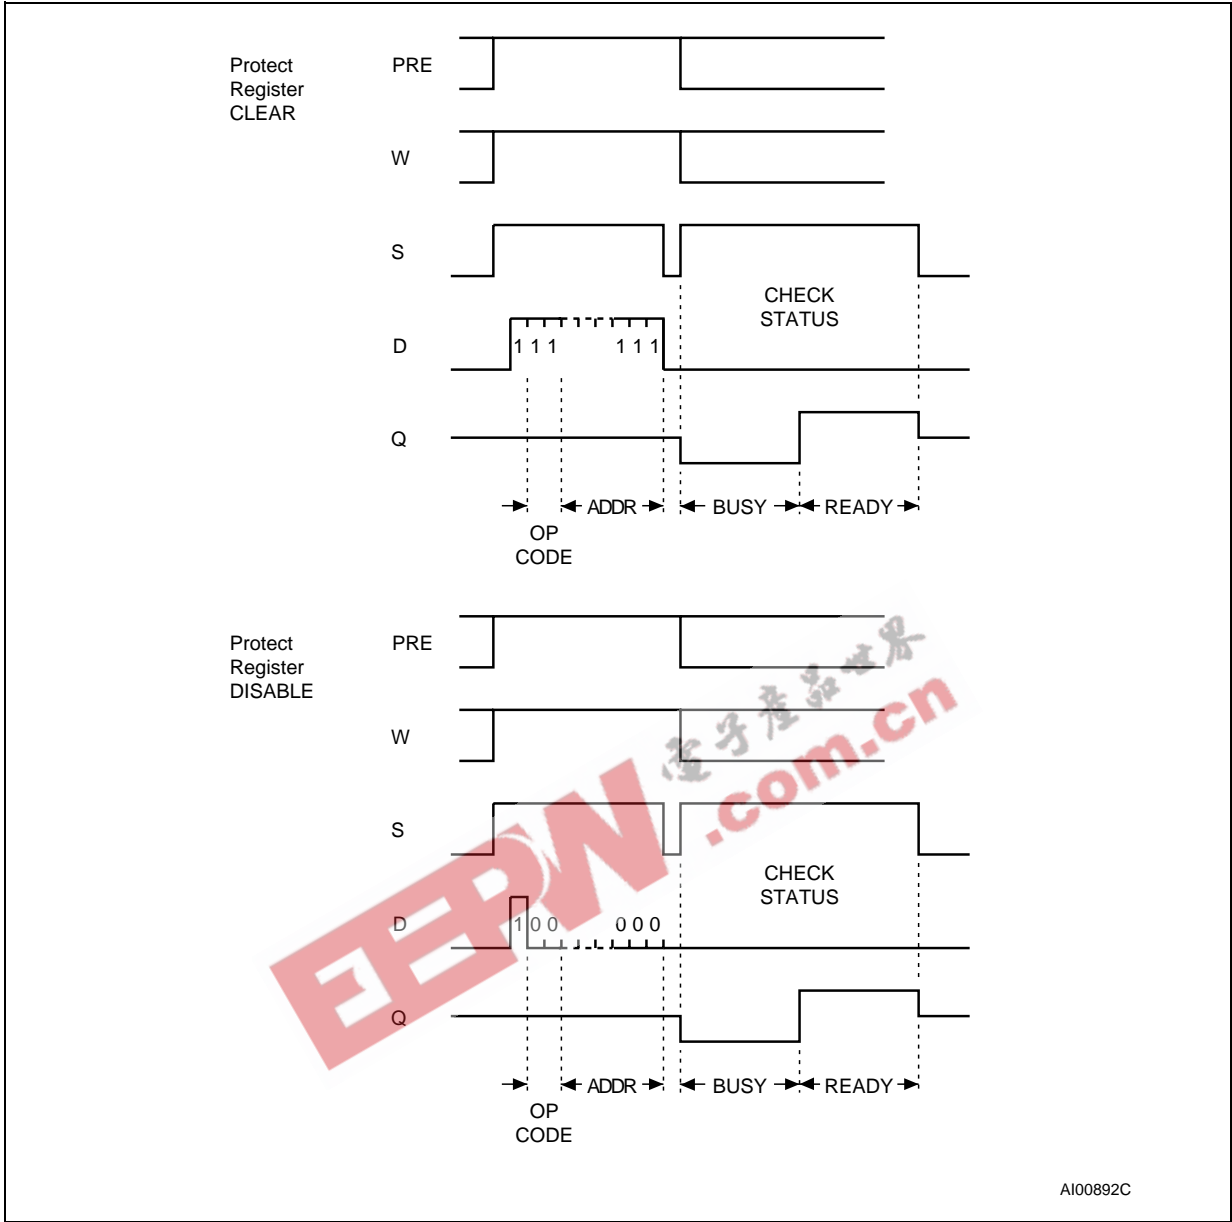 Protect
Register
CLEAR
PRE
W
S
CHECK
STATUS
D
1 1 1 1 1 1
Q
ADDR BUSY READY
OP
CODE
Protect
Register
DISABLE
PRE
W
電子産品世界
.com.cn
EEPW
S
CHECK
STATUS
D
1 0 0 0 0 0
Q
ADDR BUSY READY
OP
CODE
AI00892C